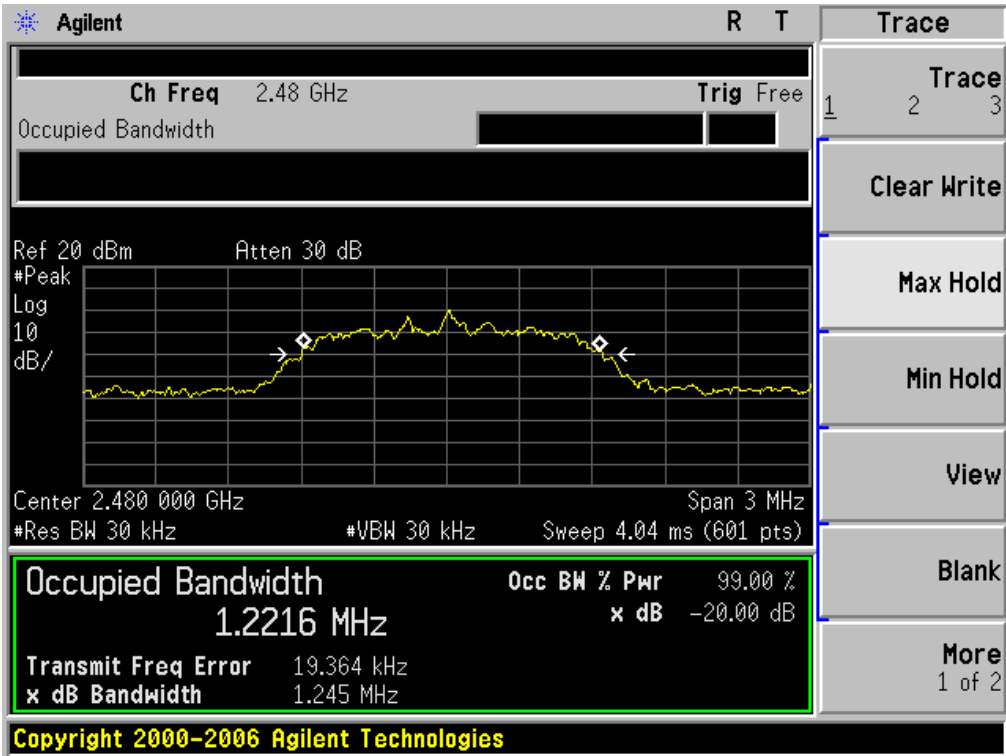 Agilent R T
Ch Freq 2.48 GHz Trig Free
Occupied Bandwidth
Ref 20 dBm Atten 30 dB
#Peak
Log
10
dB/
Center 2.480 000 GHz Span 3 MHz
#Res BW 30 kHz #VBW 30 kHz Sweep 4.04 ms (601 pts)
Occupied Bandwidth Occ BW % Pwr 99.00 %
1.2216 MHz x dB -20.00 dB
Transmit Freq Error 19.364 kHz
x dB Bandwidth 1.245 MHz
Copyright 2000-2006 Agilent Technologies
Trace
Trace
1 2 3
Clear Write
Max Hold
Min Hold
View
Blank
More
1 of 2